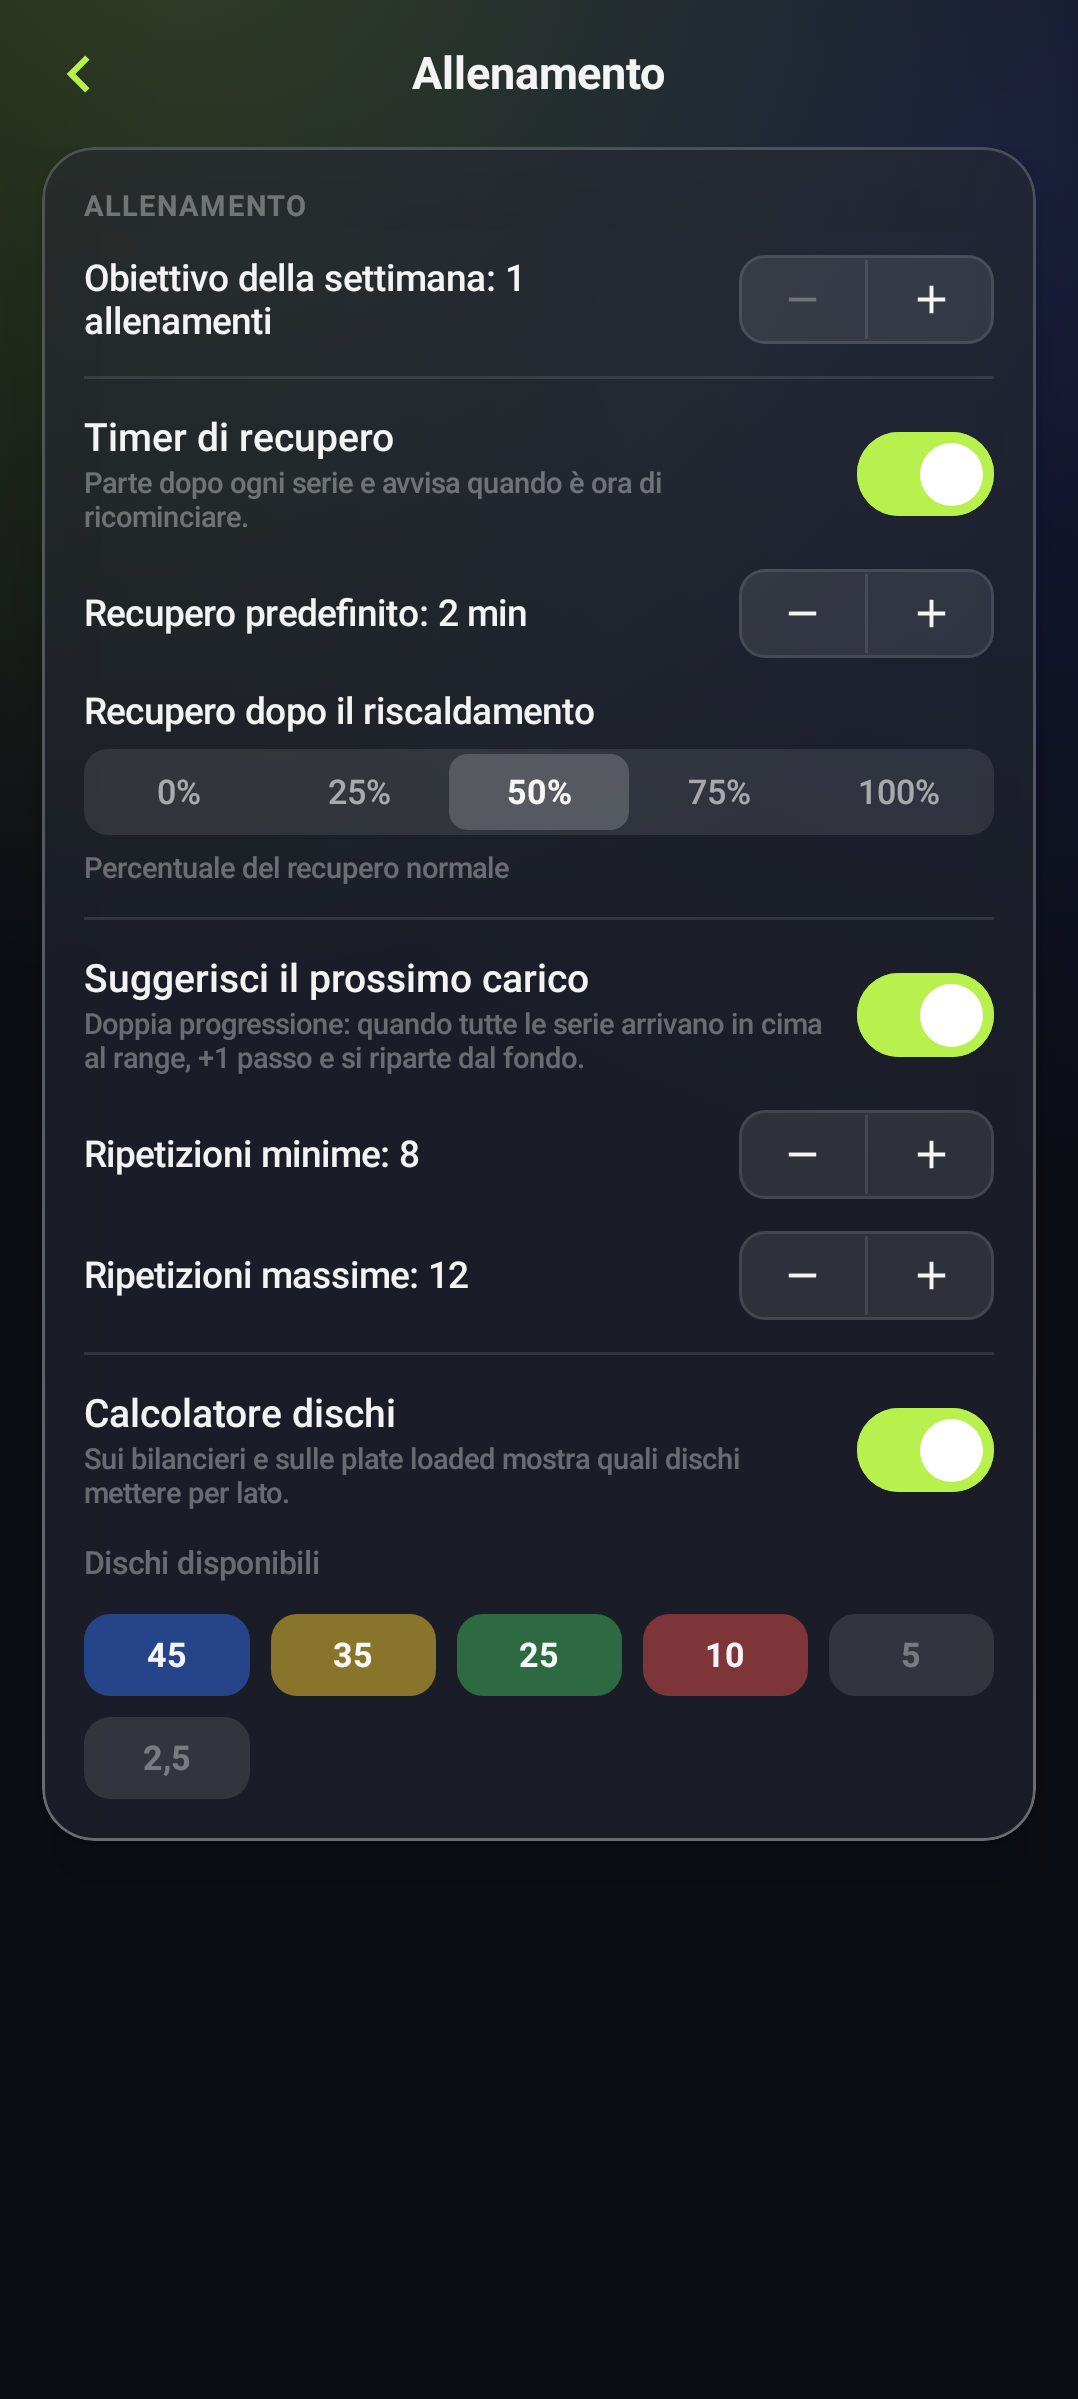 Allenamento
ALLENAMENTO
Obiettivo della settimana: 1
allenamenti
Timer di recupero
Parte dopo ogni serie e avvisa quando è ora di
ricominciare.
Recupero predefinito: 2 min
Recupero dopo il riscaldamento
0% 25% 50% 75% 100%
Percentuale del recupero normale
Suggerisci il prossimo carico
Doppia progressione: quando tutte le serie arrivano in cima
al range, +1 passo e si riparte dal fondo.
Ripetizioni minime: 8
Ripetizioni massime: 12
Calcolatore dischi
Sui bilancieri e sulle plate loaded mostra quali dischi
mettere per lato.
Dischi disponibili
45 35 25 10 5
2,5